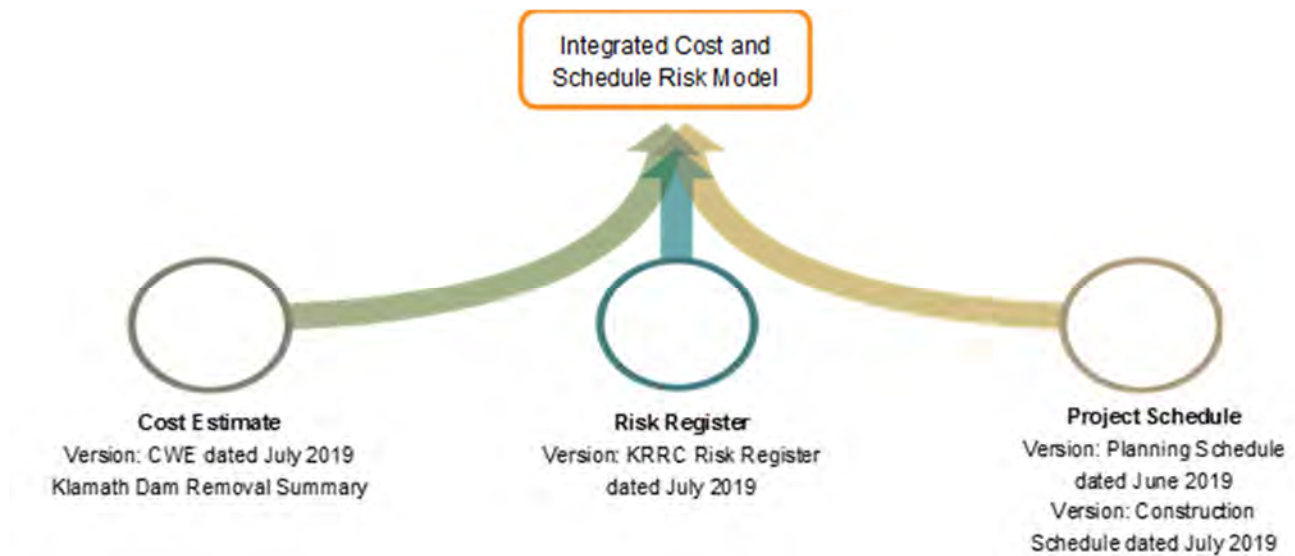 Integrated Cost and
Schedule Risk Model
Cost Estimate
Version: CWE dated July 2019
Klamath Dam Removal Summary
Risk Register
Version: KRRC Risk Register
dated July 2019
Project Schedule
Version: Planning Schedule
dated June 2019
Version: Construction
Schedule dated July 2019